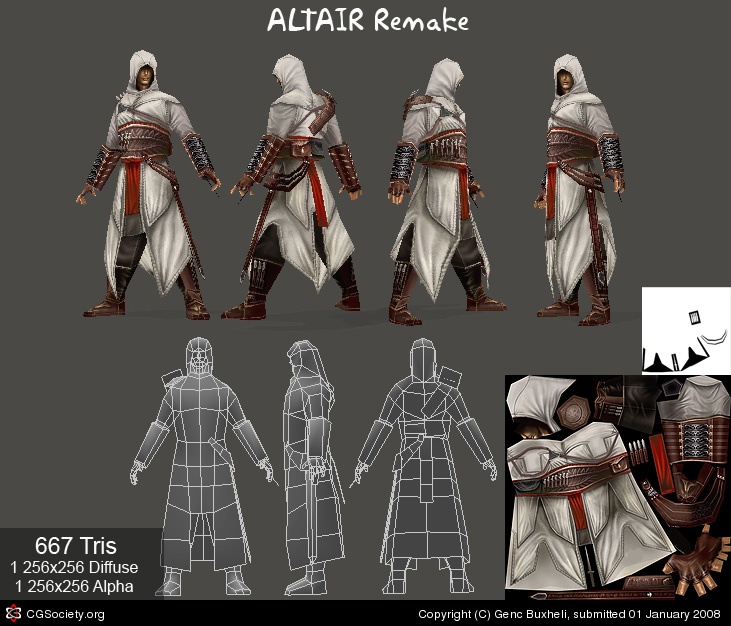 ALTAIR Remake
667 Tris
1 256x256 Diffuse
1 256x256 Alpha
CGSociety.org
Copyright (C) Genc Buxheli, submitted 01 January 2008